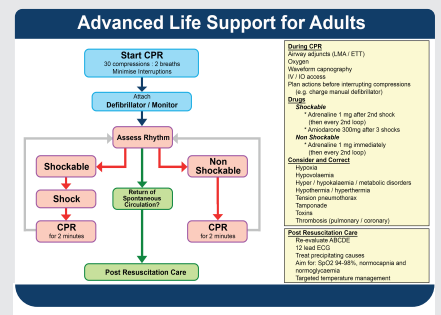 Advanced Life Support for Adults
Start CPR
30 compressions : 2 breaths
Minimise Interruptions
Attach
Defibrillator / Monitor
Assess Rhythm
Shockable
Non
Shockable
Return of
Spontaneous
Circulation?
Shock
CPR
for 2 minutes
CPR
for 2 minutes
Post Resuscitation Care
During CPR
Airway adjuncts (LMA / ETT)
Oxygen
Waveform capnography
IV / IO access
Plan actions before interrupting compressions
(e.g. charge manual defibrillator)
Drugs
Shockable
* Adrenaline 1 mg after 2nd shock
(then every 2nd loop)
* Amiodarone 300mg after 3 shocks
Non Shockable
* Adrenaline 1 mg immediately
(then every 2nd loop)
Consider and Correct
Hypoxia
Hypovolaemia
Hyper / hypokalaemia / metabolic disorders
Hypothermia / hyperthermia
Tension pneumothorax
Tamponade
Toxins
Thrombosis (pulmonary / coronary)
Post Resuscitation Care
Re-evaluate ABCDE
12 lead ECG
Treat precipitating causes
Aim for: SpO2 94-98%, normocapnia and
normoglycaemia
Targeted temperature management